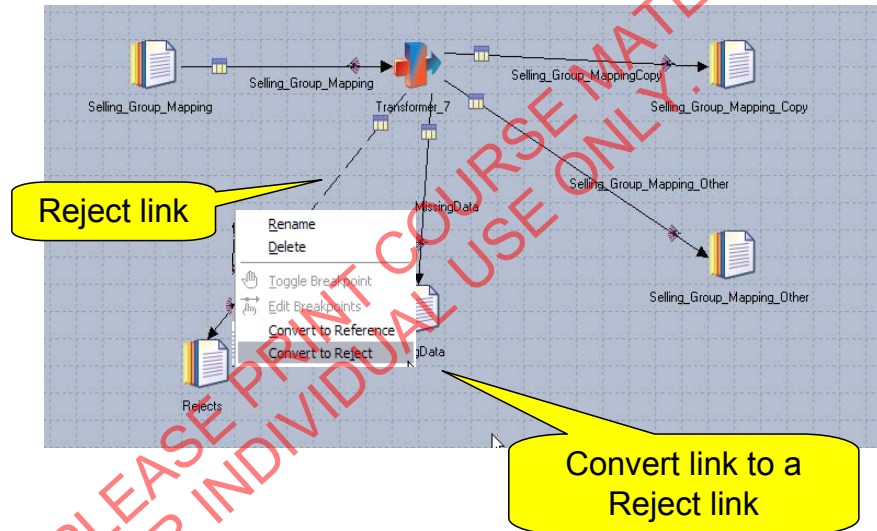 Selling_Group_Mapping
Selling_Group_MappingCopy
Selling_Group_Mapping
Transformer_7
Selling_Group_Mapping_Copy
Reject link
Selling_Group_Mapping_Other
MissingData
Rename
Delete
Toggle Breakpoint
Edit Breakpoints
Convert to Reference
Convert to Reject
gData
Selling_Group_Mapping_Other
Rejects
Convert link to a
Reject link
PLEASE PRINT COURSE MATE
R INDIVIDUAL USE ONLY.